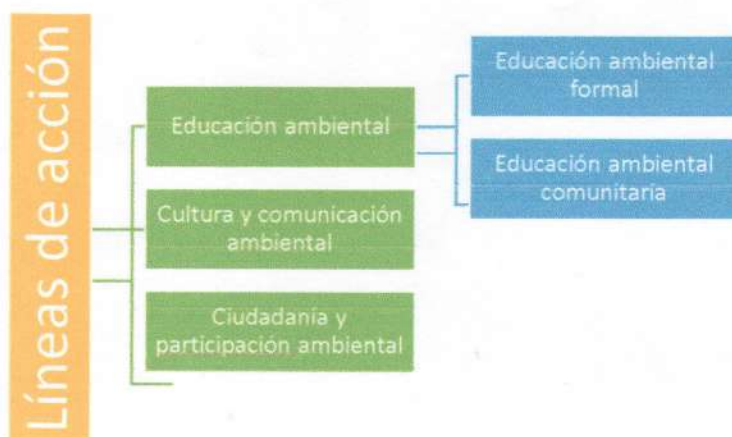 Líneas de acción
Educación ambiental
Educación ambiental
formal
Educación ambiental
comunitaria
Cultura y comunicación
ambiental
Ciudadanía y
participación ambiental